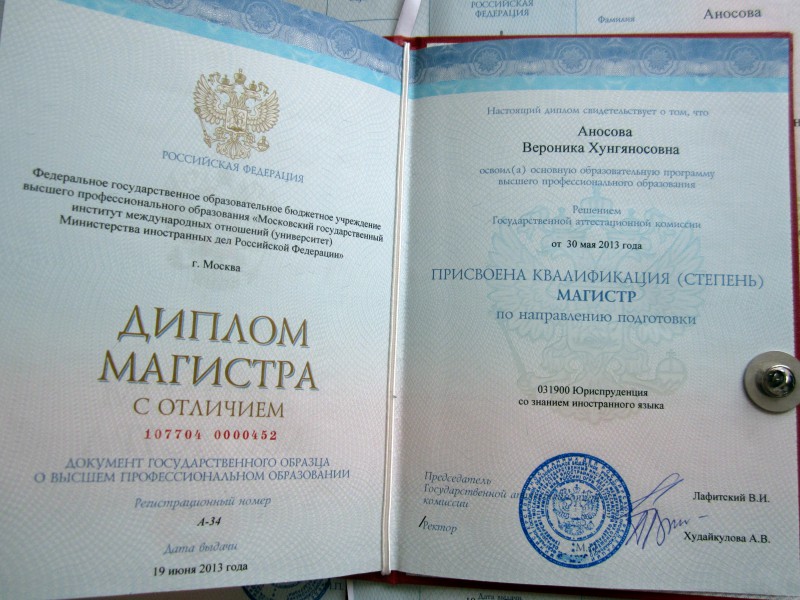 РОССИЙСКАЯ
ФЕДЕРАЦИЯ
Фамилия
Аносова
РОССИЙСКАЯ ФЕДЕРАЦИЯ
Федеральное государственное образовательное бюджетное учреждение
высшего профессионального образования «Московский государственный
институт международных отношений (университет)
Министерства иностранных дел Российской Федерации»
г. Москва
ДИПЛОМ
МАГИСТРА
С ОТЛИЧИЕМ
107704 0000452
ДОКУМЕНТ ГОСУДАРСТВЕННОГО ОБРАЗЦА
О ВЫСШЕМ ПРОФЕССИОНАЛЬНОМ ОБРАЗОВАНИИ
Регистрационный номер
А-34
Дата выдачи
19 июня 2013 года
Настоящий диплом свидетельствует о том, что
Аносова
Вероника Хунгяносовна
освоил(а) основную образовательную программу
высшего профессионального образования
Решением
Государственной аттестационной комиссии
от 30 мая 2013 года
ПРИСВОЕНА КВАЛИФИКАЦИЯ (СТЕПЕНЬ)
МАГИСТР
по направлению подготовки
031900 Юриспруденция
со знанием иностранного языка
Председатель
Государственной
комиссии
Лафитский В.И.
/Ректор
Худайкулова А.В.
М.
Дата выдачи